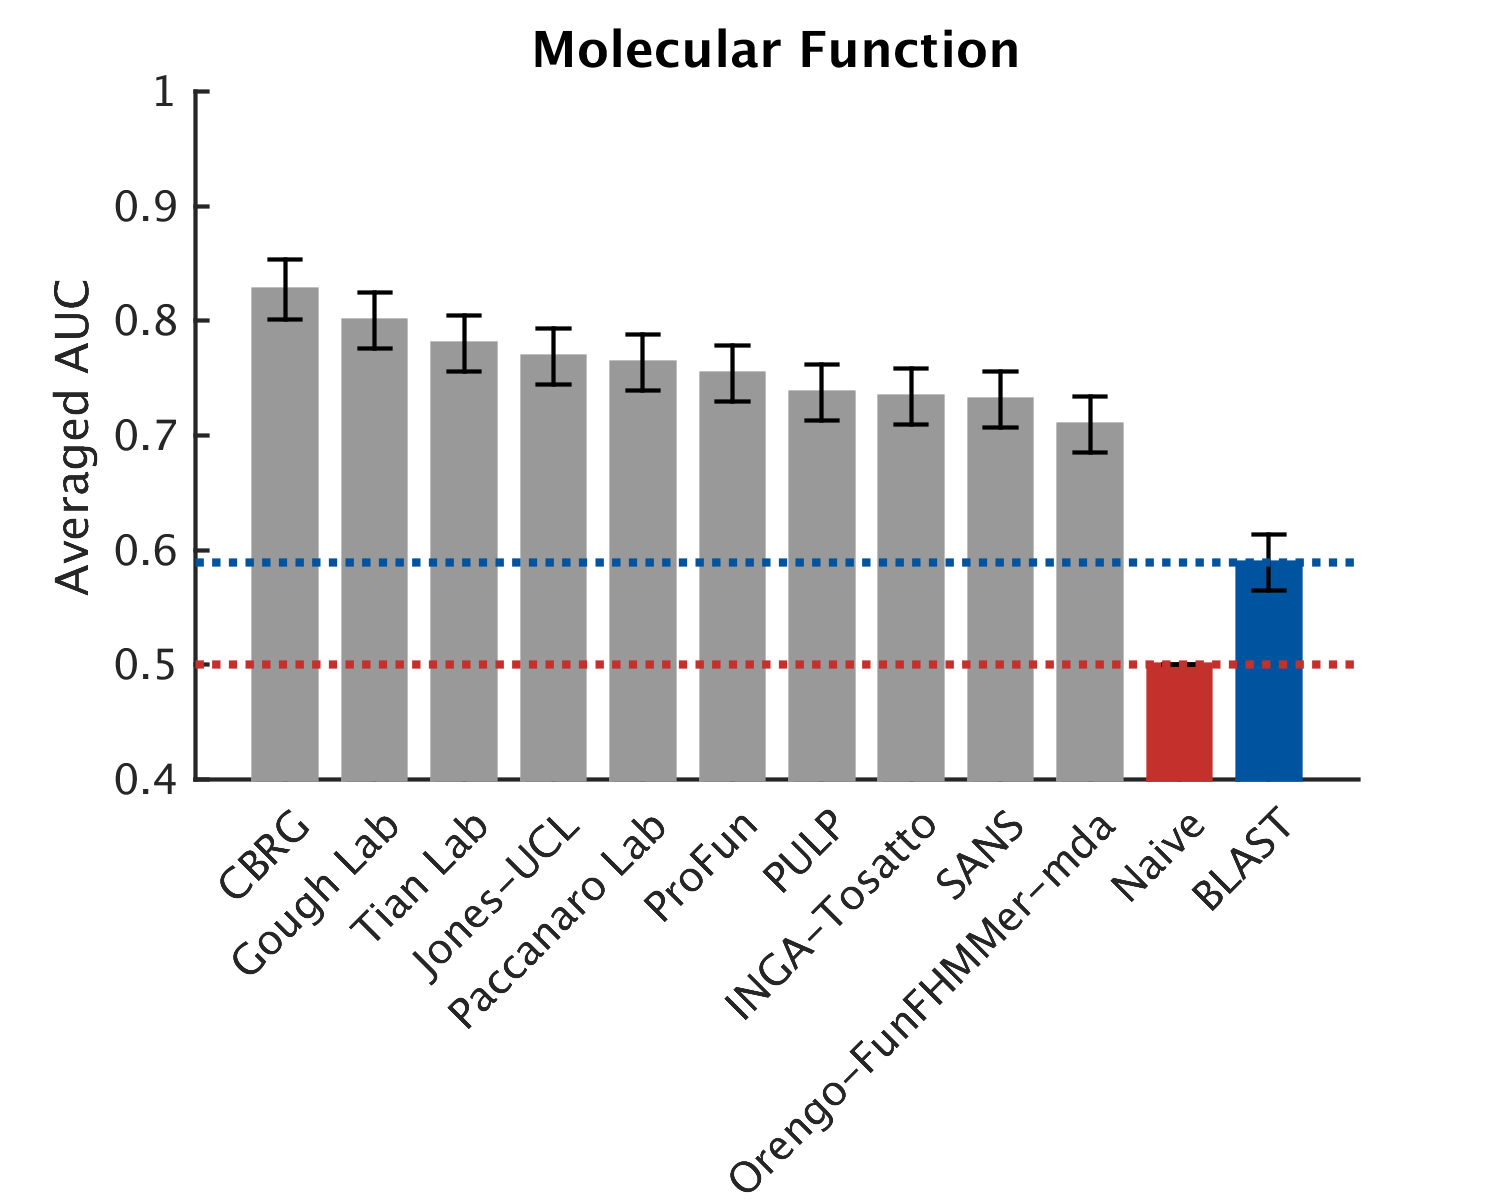 Molecular Function
Averaged AUC
1
0.9
0.8
0.7
0.6
0.5
0.4
CBRG
Gough Lab
Tian Lab
Jones-UCL
Paccanaro Lab
ProFun
PULP
INGA-Tosatto
SANS
Orengo-FunFHMMer-mda
Naive
BLAST